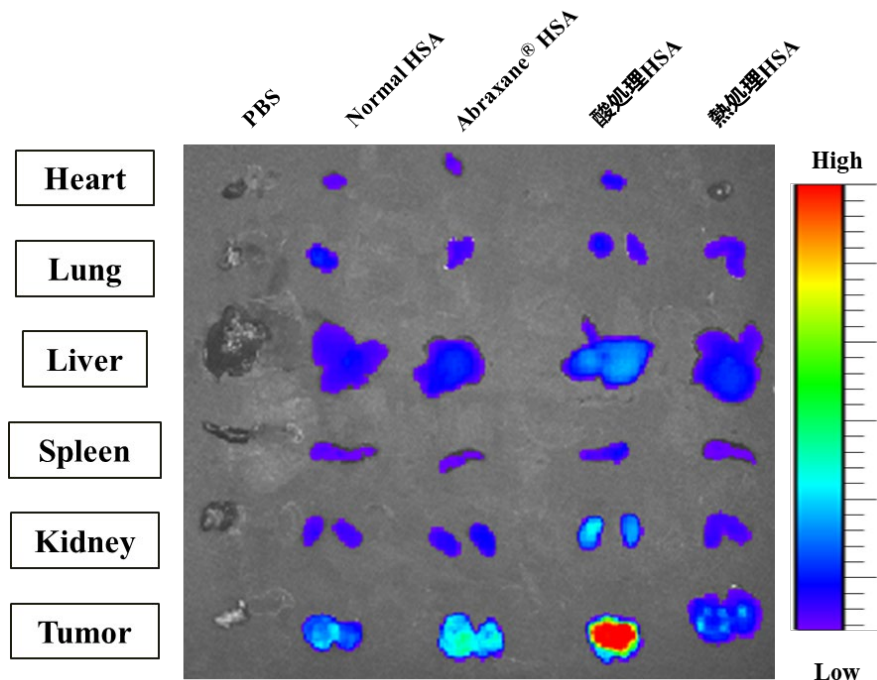 PBS
Normal HSA
Abraxane® HSA
酸処理HSA
熱処理HSA
High
Heart
Lung
Liver
Spleen
Kidney
Tumor
Low